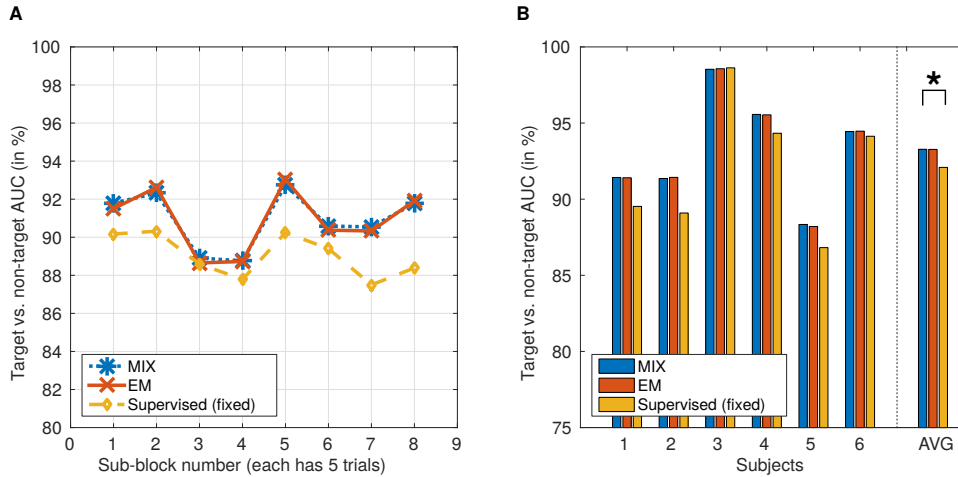 A
Target vs. non-target AUC (in %)
100
98
96
94
92
90
88
86
84
82
80
MIX
EM
Supervised (fixed)
0 1 2 3 4 5 6 7 8 9
Sub-block number (each has 5 trials)
B
Target vs. non-target AUC (in %)
100
95
90
85
80
75
*
MIX
EM
Supervised (fixed)
1 2 3 4 5 6 AVG
Subjects